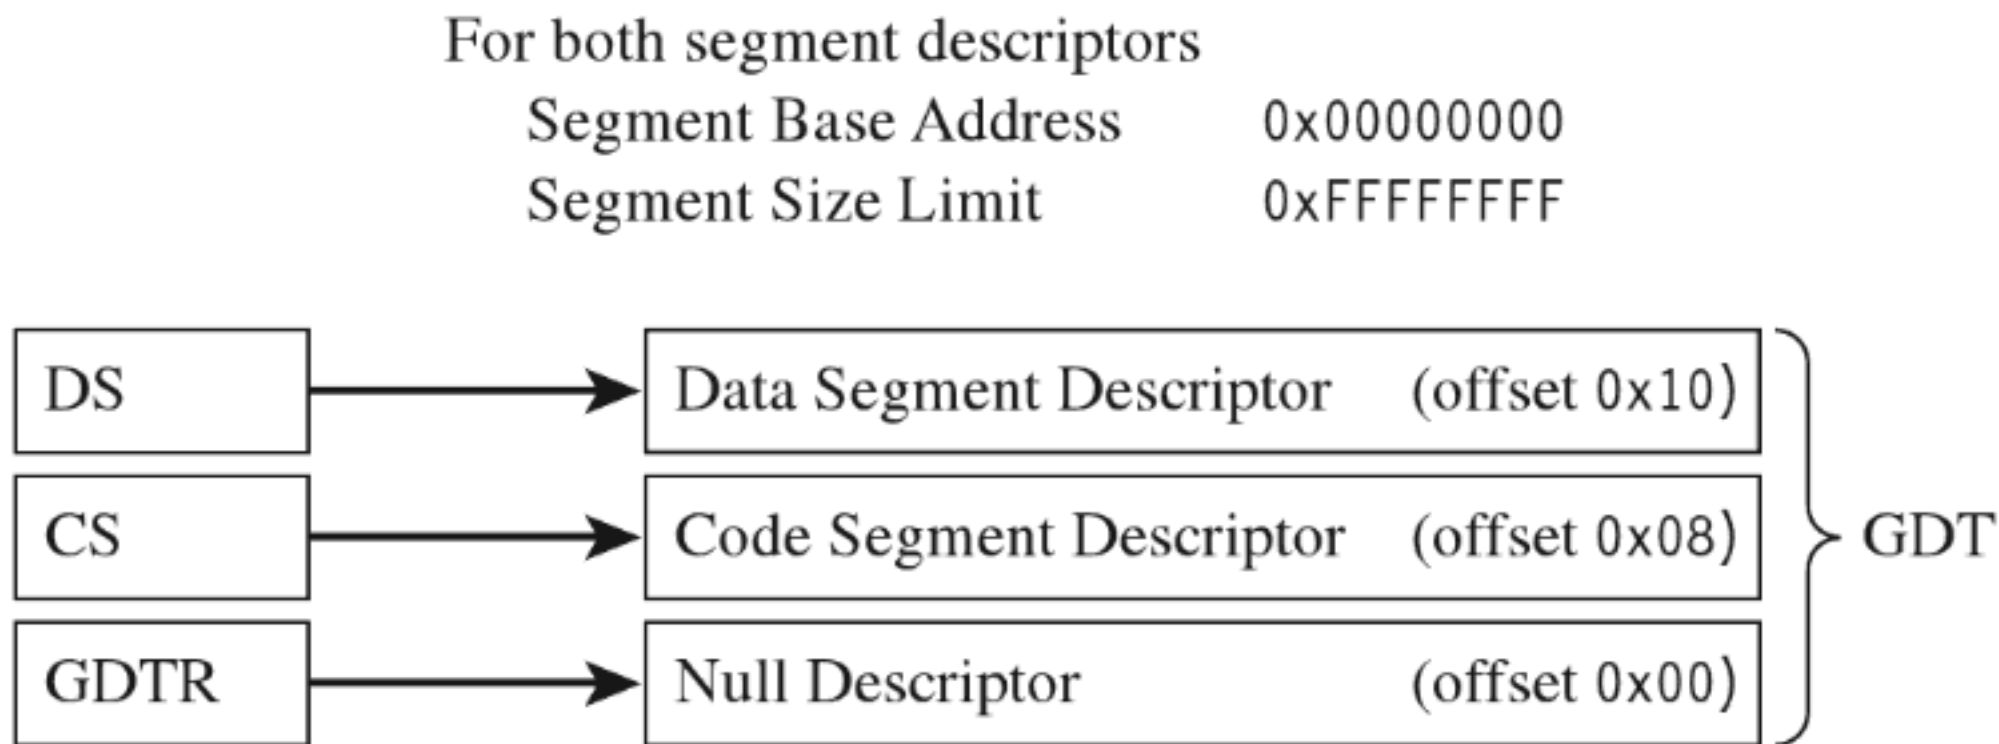 For both segment descriptors
Segment Base Address 0x00000000
Segment Size Limit 0xFFFFFFFF
DS Data Segment Descriptor (offset 0x10)
CS Code Segment Descriptor (offset 0x08) GDT
GDTR Null Descriptor (offset 0x00)